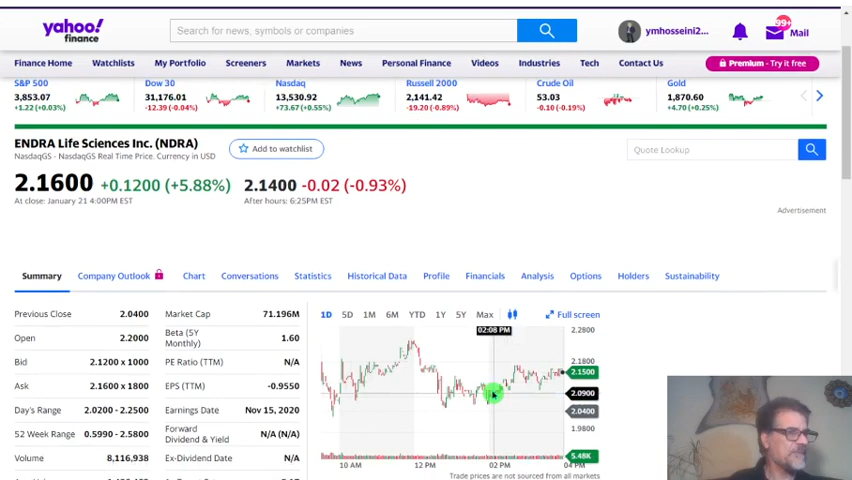 yahoo!
finance
Search for news, symbols or companies
ymhosseini2...
99+
Mail
Finance Home Watchlists My Portfolio Screeners Markets News Personal Finance Videos Industries Tech Contact Us Premium - Try it free
S&P 500 Dow 30 Nasdaq Russell 2000 Crude Oil Gold
3,853.07 31,176.01 13,530.92 2,141.42 53.03 1,870.60
+1.22 (+0.03%) -12.39 (-0.04%) +73.67 (+0.55%) -19.20 (-0.89%) -0.10 (-0.19%) +4.70 (+0.25%)
ENDRA Life Sciences Inc. (NDRA)
NasdaqGS - NasdaqGS Real Time Price. Currency in USD
Add to watchlist
Quote Lookup
2.1600 +0.1200 (+5.88%) 2.1400 -0.02 (-0.93%)
At close: January 21 4:00PM EST After hours: 6:25PM EST
Advertisement
Summary Company Outlook Chart Conversations Statistics Historical Data Profile Financials Analysis Options Holders Sustainability
Previous Close 2.0400
Open 2.2000
Bid 2.1200 x 1000
Ask 2.1600 x 1800
Day's Range 2.0200 - 2.2500
52 Week Range 0.5990 - 2.5800
Volume 8,116,938
Market Cap 71.196M
Beta (5Y Monthly) 1.60
PE Ratio (TTM) N/A
EPS (TTM) -0.9550
Earnings Date Nov 15, 2020
Forward Dividend & Yield N/A (N/A)
Ex-Dividend Date N/A
1D 5D 1M 6M YTD 1Y 5Y Max Full screen
02:08 PM
2.2800
2.1800
2.1500
2.0900
2.0400
1.9800
5.48K
10 AM 12 PM 02 PM 04 PM
Trade prices are not sourced from all markets